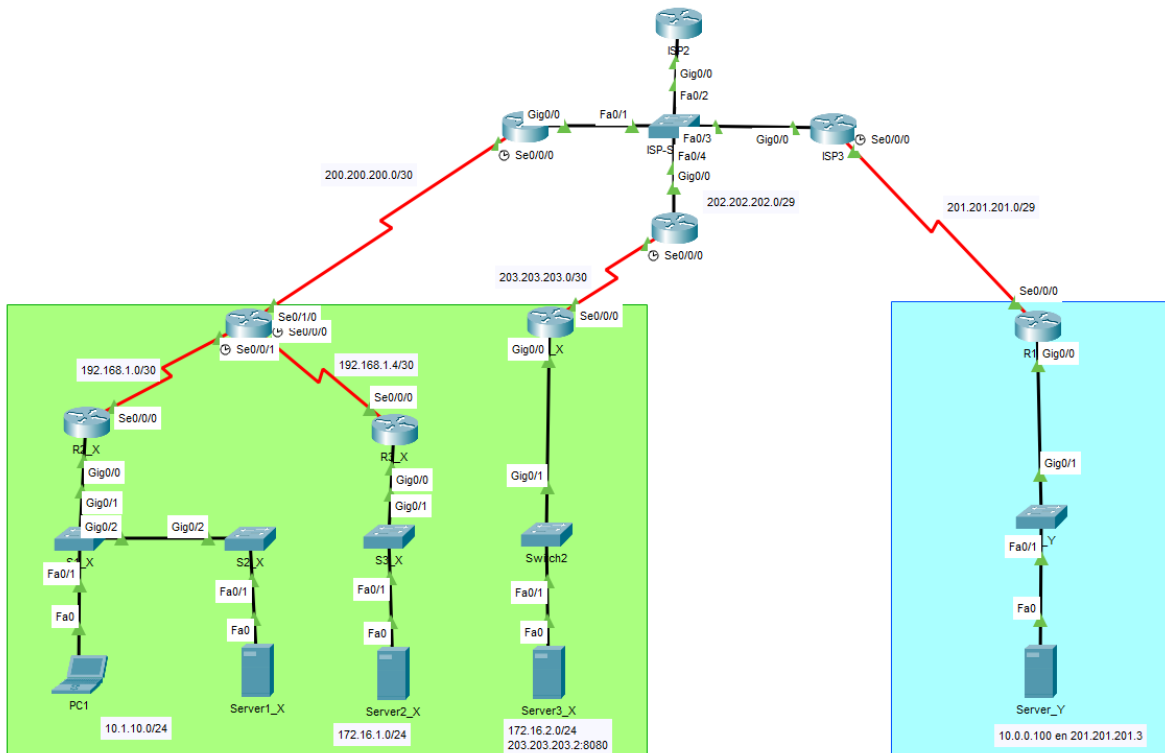 ISP2
Gig0/0
Fa0/2
Gig0/0
Fa0/1
Fa0/3
Gig0/0
Se0/0/0
Se0/0/0
ISP-S
Fa0/4
ISP3
Gig0/0
200.200.200.0/30
202.202.202.0/29
201.201.201.0/29
Se0/0/0
203.203.203.0/30
Se0/1/0
Se0/0/0
Se0/0/0
Se0/0/0
Se0/0/1
_X
Gig0/0
R1
Gig0/0
192.168.1.0/30
192.168.1.4/30
Se0/0/0
Se0/0/0
R2_X
R3_X
Gig0/0
Gig0/0
Gig0/1
Gig0/1
Gig0/1
Gig0/1
Gig0/2
Gig0/2
S1_X
S2_X
S3_X
Switch2
_Y
Fa0/1
Fa0/1
Fa0/1
Fa0/1
Fa0/1
Fa0
Fa0
Fa0
Fa0
Fa0
PC1
Server1_X
Server2_X
Server3_X
Server_Y
10.1.10.0/24
172.16.1.0/24
172.16.2.0/24
203.203.203.2:8080
10.0.0.100 en 201.201.201.3